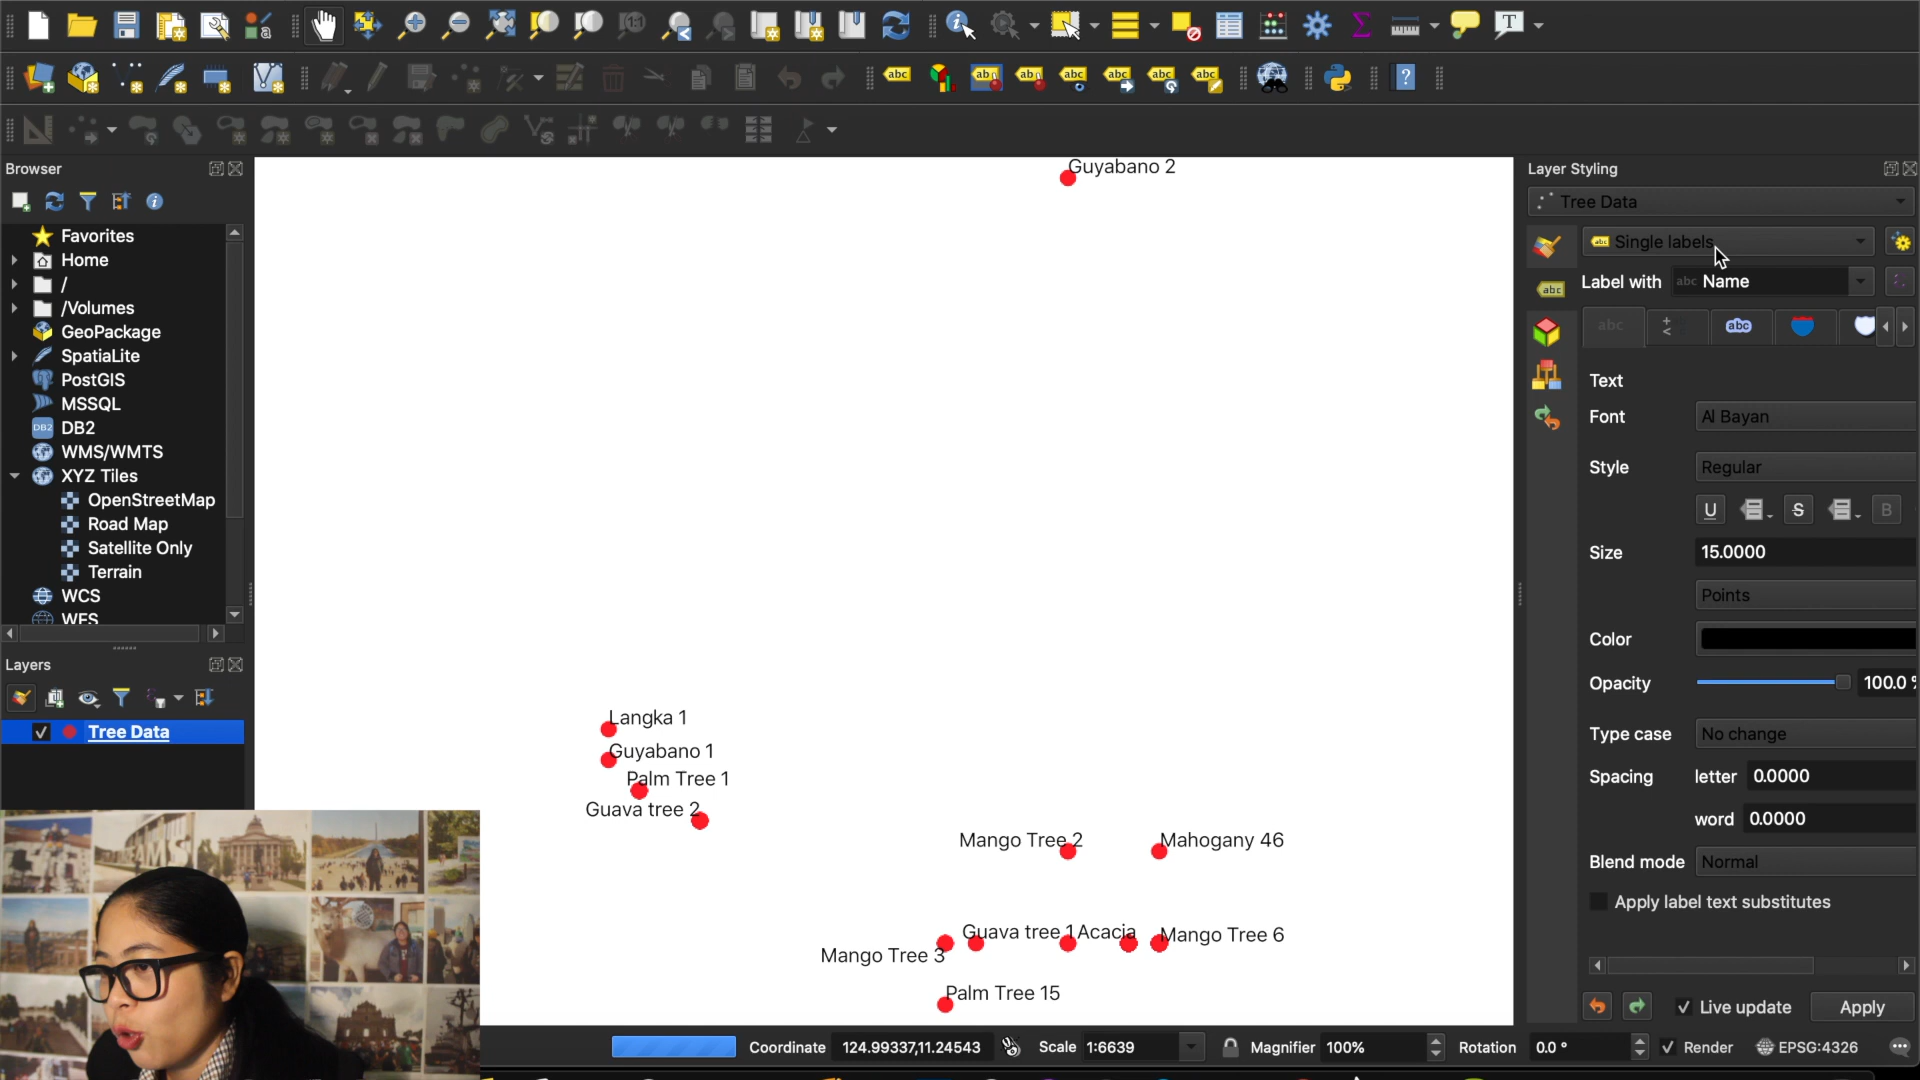 Browser
Favorites
Home
/
/Volumes
GeoPackage
SpatiaLite
PostGIS
MSSQL
DB2
WMS/WMTS
XYZ Tiles
OpenStreetMap
Road Map
Satellite Only
Terrain
WCS
WFS
Layers
Tree Data
AMS
Guyabano 2
Langka 1
Guyabano 1
Palm Tree 1
Guava tree 2
Mango Tree 2
Mahogany 46
Guava tree 1 Acacia
Mango Tree 6
Mango Tree 3
Palm Tree 15
Coordinate 124.99337,11.24543 Scale 1:6639 Magnifier 100% Rotation 0.0 ° Render EPSG:4326
Layer Styling
Tree Data
abc Single labels
Label with abc Name
abc
abc abc
Text
Font Al Bayan
Style Regular
U S B
Size 15.0000
Points
Color
Opacity 100.0 %
Type case No change
Spacing letter 0.0000
word 0.0000
Blend mode Normal
Apply label text substitutes
Live update Apply